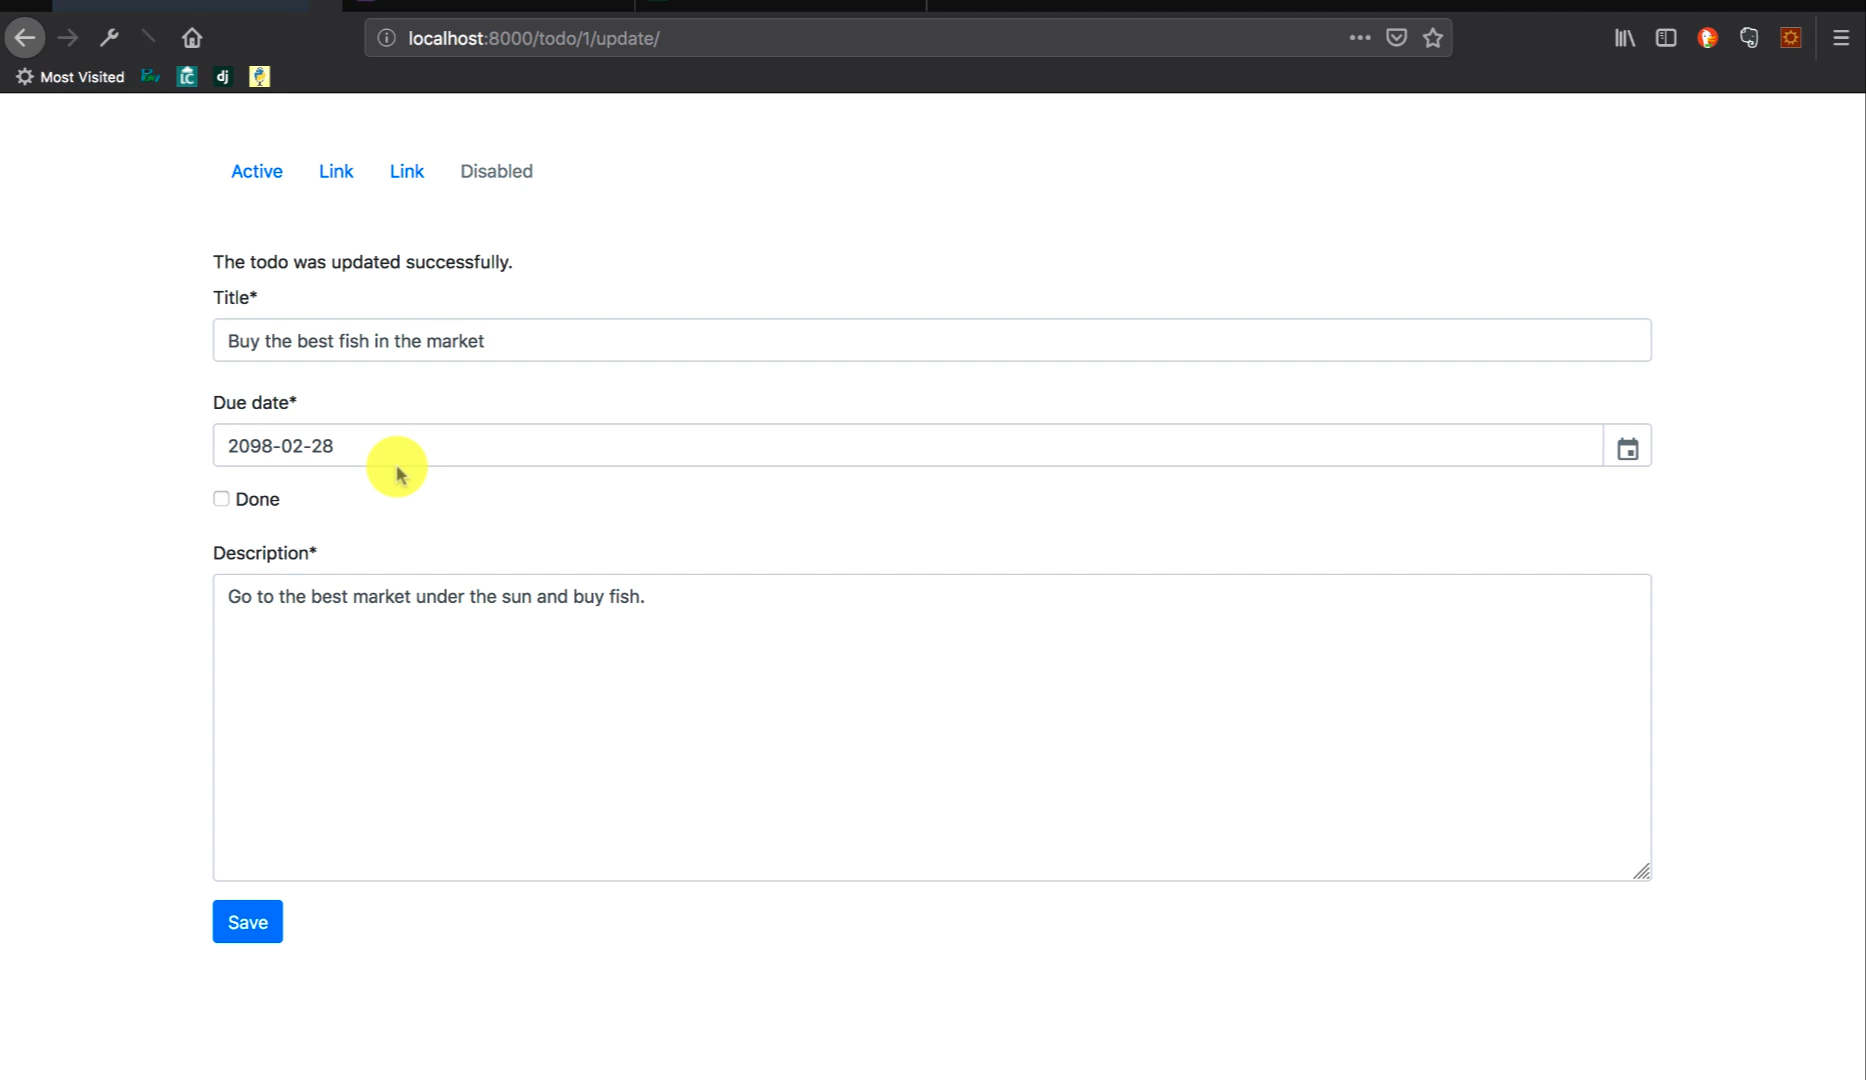 localhost:8000/todo/1/update/
Most Visited
dj
Active Link Link Disabled
The todo was updated successfully.
Title*
Buy the best fish in the market
Due date*
2098-02-28
Done
Description*
Go to the best market under the sun and buy fish.
Save